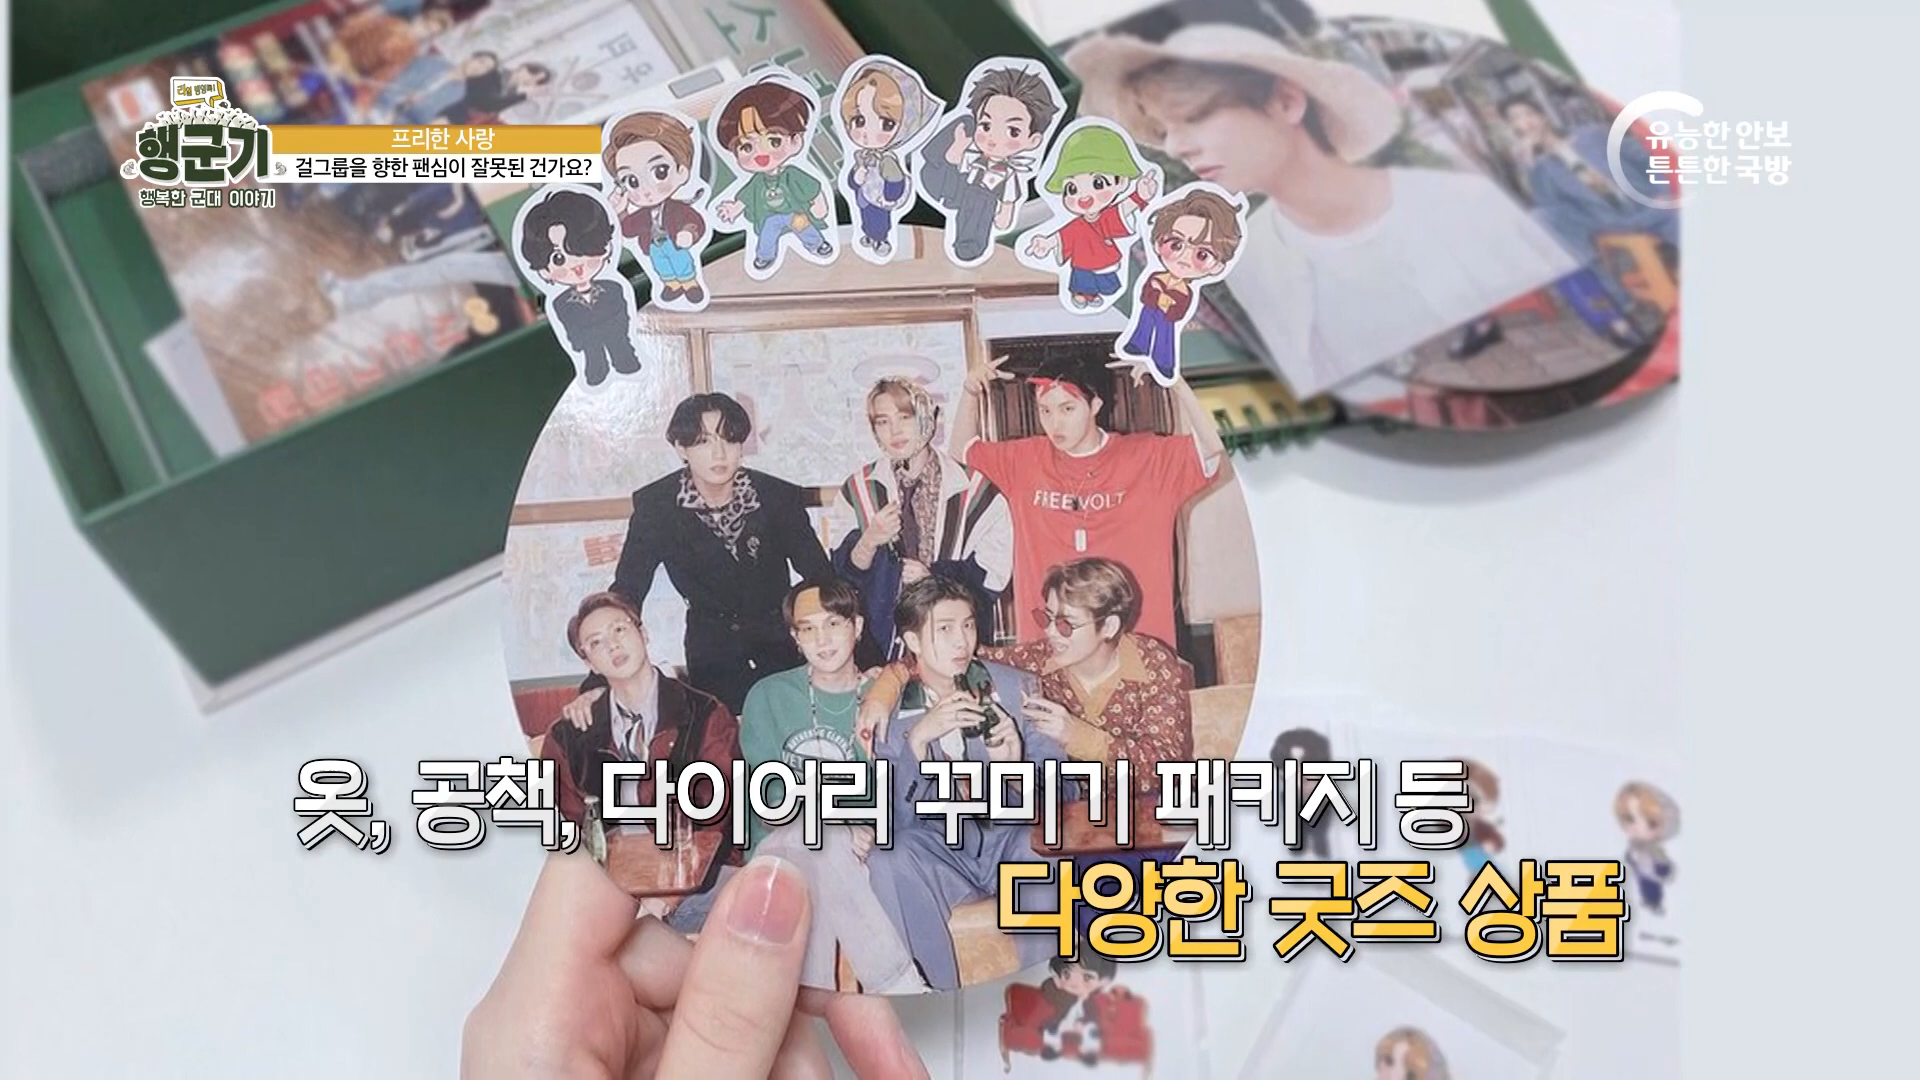 리얼 병영톡!
행군기
행복한 군대 이야기
프리한 사랑
걸그룹을 향한 팬심이 잘못된 건가요?
유능한 안보
튼튼한 국방
FREE VOLT
옷, 공책, 다이어리 꾸미기 패키지 등
다양한 굿즈 상품